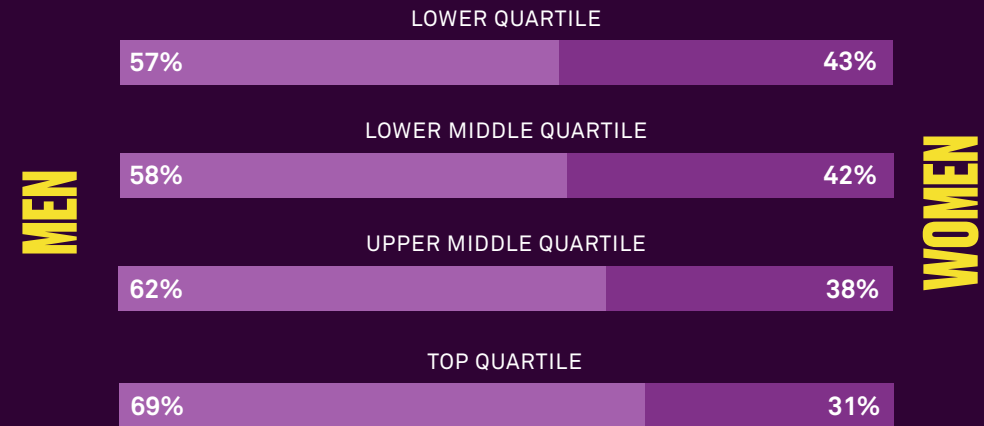 LOWER QUARTILE
57% 43%
LOWER MIDDLE QUARTILE
58% 42%
MEN
WOMEN
UPPER MIDDLE QUARTILE
62% 38%
TOP QUARTILE
69% 31%